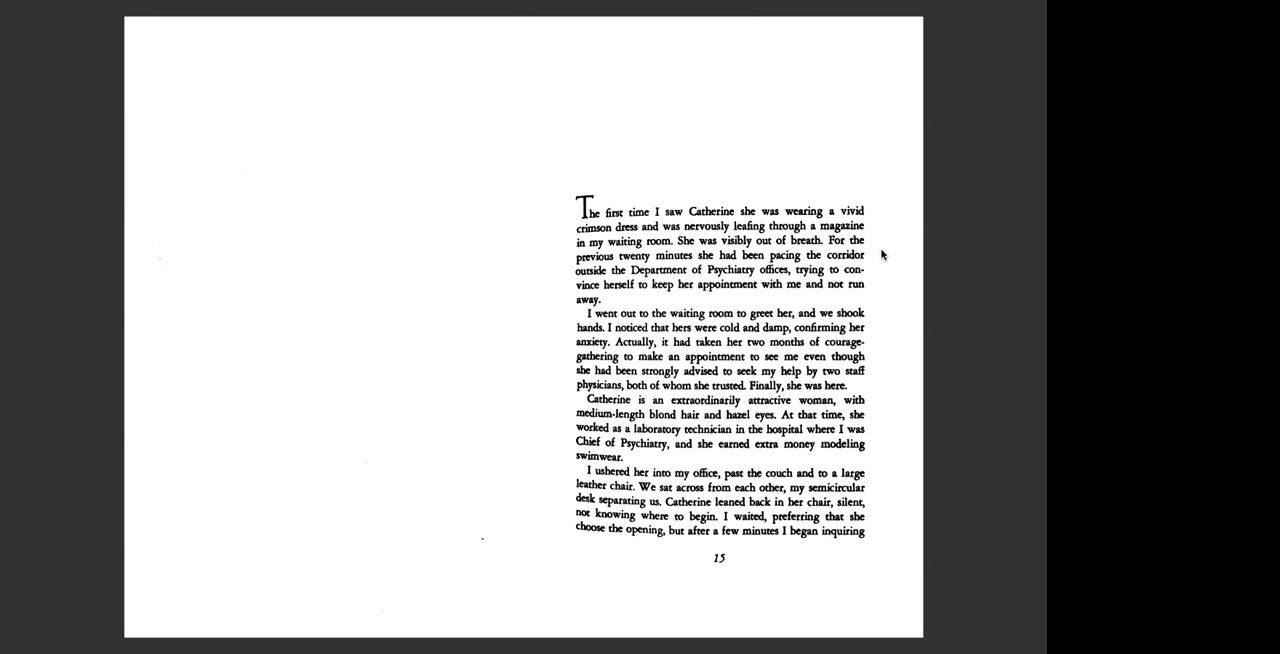 The first time I saw Catherine she was wearing a vivid
crimson dress and was nervously leafing through a magazine
in my waiting room. She was visibly out of breath. For the
previous twenty minutes she had been pacing the corridor
outside the Department of Psychiatry offices, trying to con-
vince herself to keep her appointment with me and not run
away.
I went out to the waiting room to greet her, and we shook
hands. I noticed that hers were cold and damp, confirming her
anxiety. Actually, it had taken her two months of courage-
gathering to make an appointment to see me even though
she had been strongly advised to seek my help by two staff
physicians, both of whom she trusted. Finally, she was here.
Catherine is an extraordinarily attractive woman, with
medium-length blond hair and hazel eyes. At that time, she
worked as a laboratory technician in the hospital where I was
Chief of Psychiatry, and she earned extra money modeling
swimwear.
I ushered her into my office, past the couch and to a large
leather chair. We sat across from each other, my semicircular
desk separating us. Catherine leaned back in her chair, silent,
not knowing where to begin. I waited, preferring that she
choose the opening, but after a few minutes I began inquiring
15